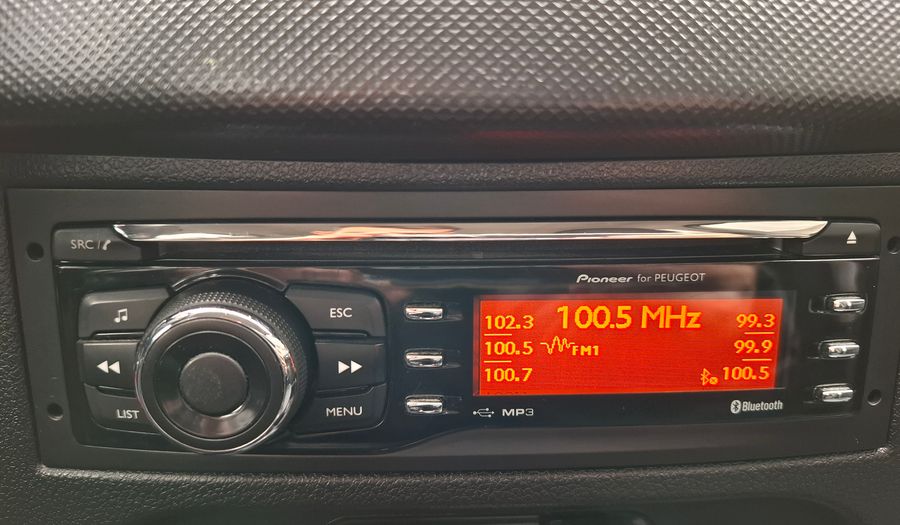 SRC /
Pioneer for PEUGEOT
ESC
LIST
MENU
102.3
100.5
100.7
100.5 MHz
FM1
99.3
99.9
100.5
MP3
Bluetooth